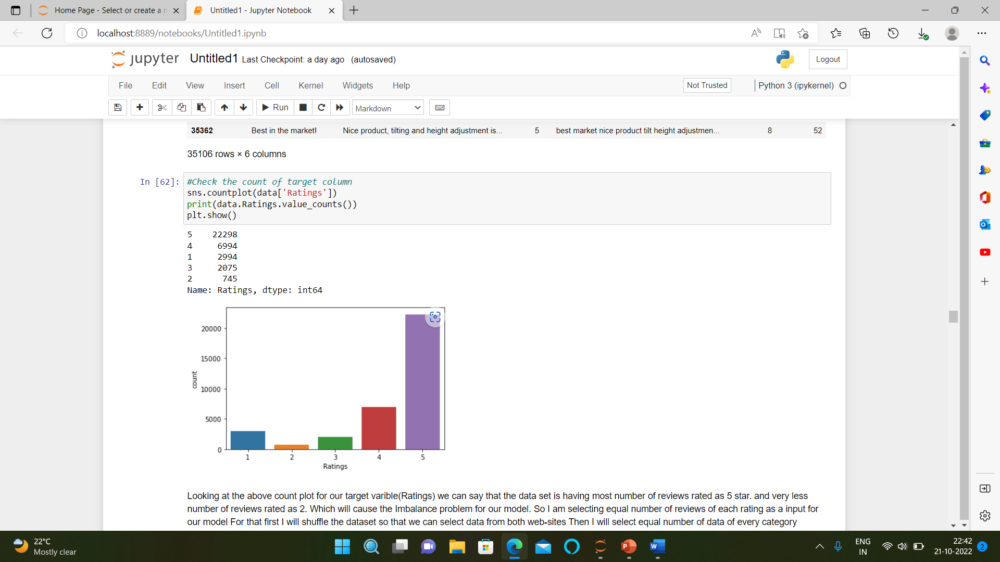 Home Page - Select or create a n
Untitled1 - Jupyter Notebook
localhost:8889/notebooks/Untitled1.ipynb
jupyter Untitled1 Last Checkpoint: a day ago (autosaved)
Logout
File Edit View Insert Cell Kernel Widgets Help
Not Trusted
Python 3 (ipykernel)
Run
Markdown
35362 Best in the market! Nice product, tilting and height adjustment is... 5 best market nice product tilt height adjustmen... 8 52
35106 rows × 6 columns
In [62]:
#Check the count of target column
sns.countplot(data['Ratings'])
print(data.Ratings.value_counts())
plt.show()
5 22298
4 6994
1 2994
3 2075
2 745
Name: Ratings, dtype: int64
20000
15000
10000
5000
0
count
1 2 3 4 5
Ratings
Looking at the above count plot for our target varible(Ratings) we can say that the data set is having most number of reviews rated as 5 star. and very less
number of reviews rated as 2. Which will cause the Imbalance problem for our model. So I am selecting equal number of reviews of each rating as a input for
our model For that first I will shuffle the dataset so that we can select data from both web-sites Then I will select equal number of data of every category
22°C
Mostly clear
ENG
IN
22:42
21-10-2022
2